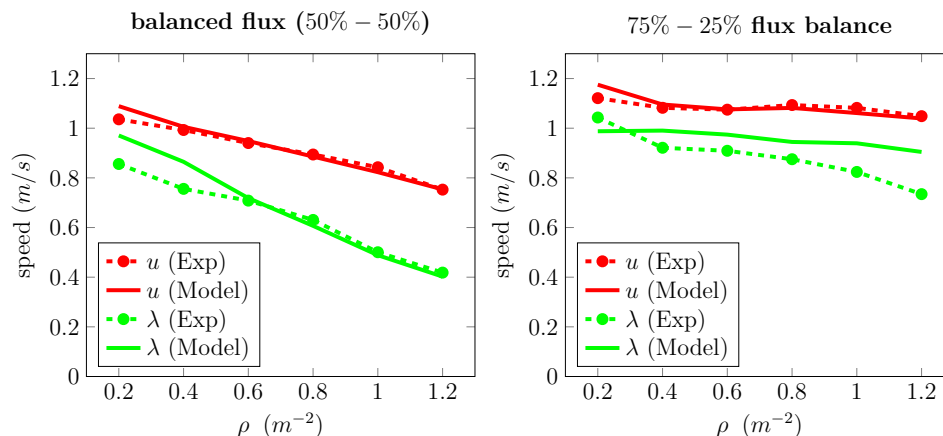 balanced flux (50% − 50%)
speed (m/s)
1.2
1
0.8
0.6
0.4
0.2
0
u (Exp)
u (Model)
λ (Exp)
λ (Model)
0.2 0.4 0.6 0.8 1 1.2
ρ (m⁻²)
75% − 25% flux balance
speed (m/s)
1.2
1
0.8
0.6
0.4
0.2
0
u (Exp)
u (Model)
λ (Exp)
λ (Model)
0.2 0.4 0.6 0.8 1 1.2
ρ (m⁻²)